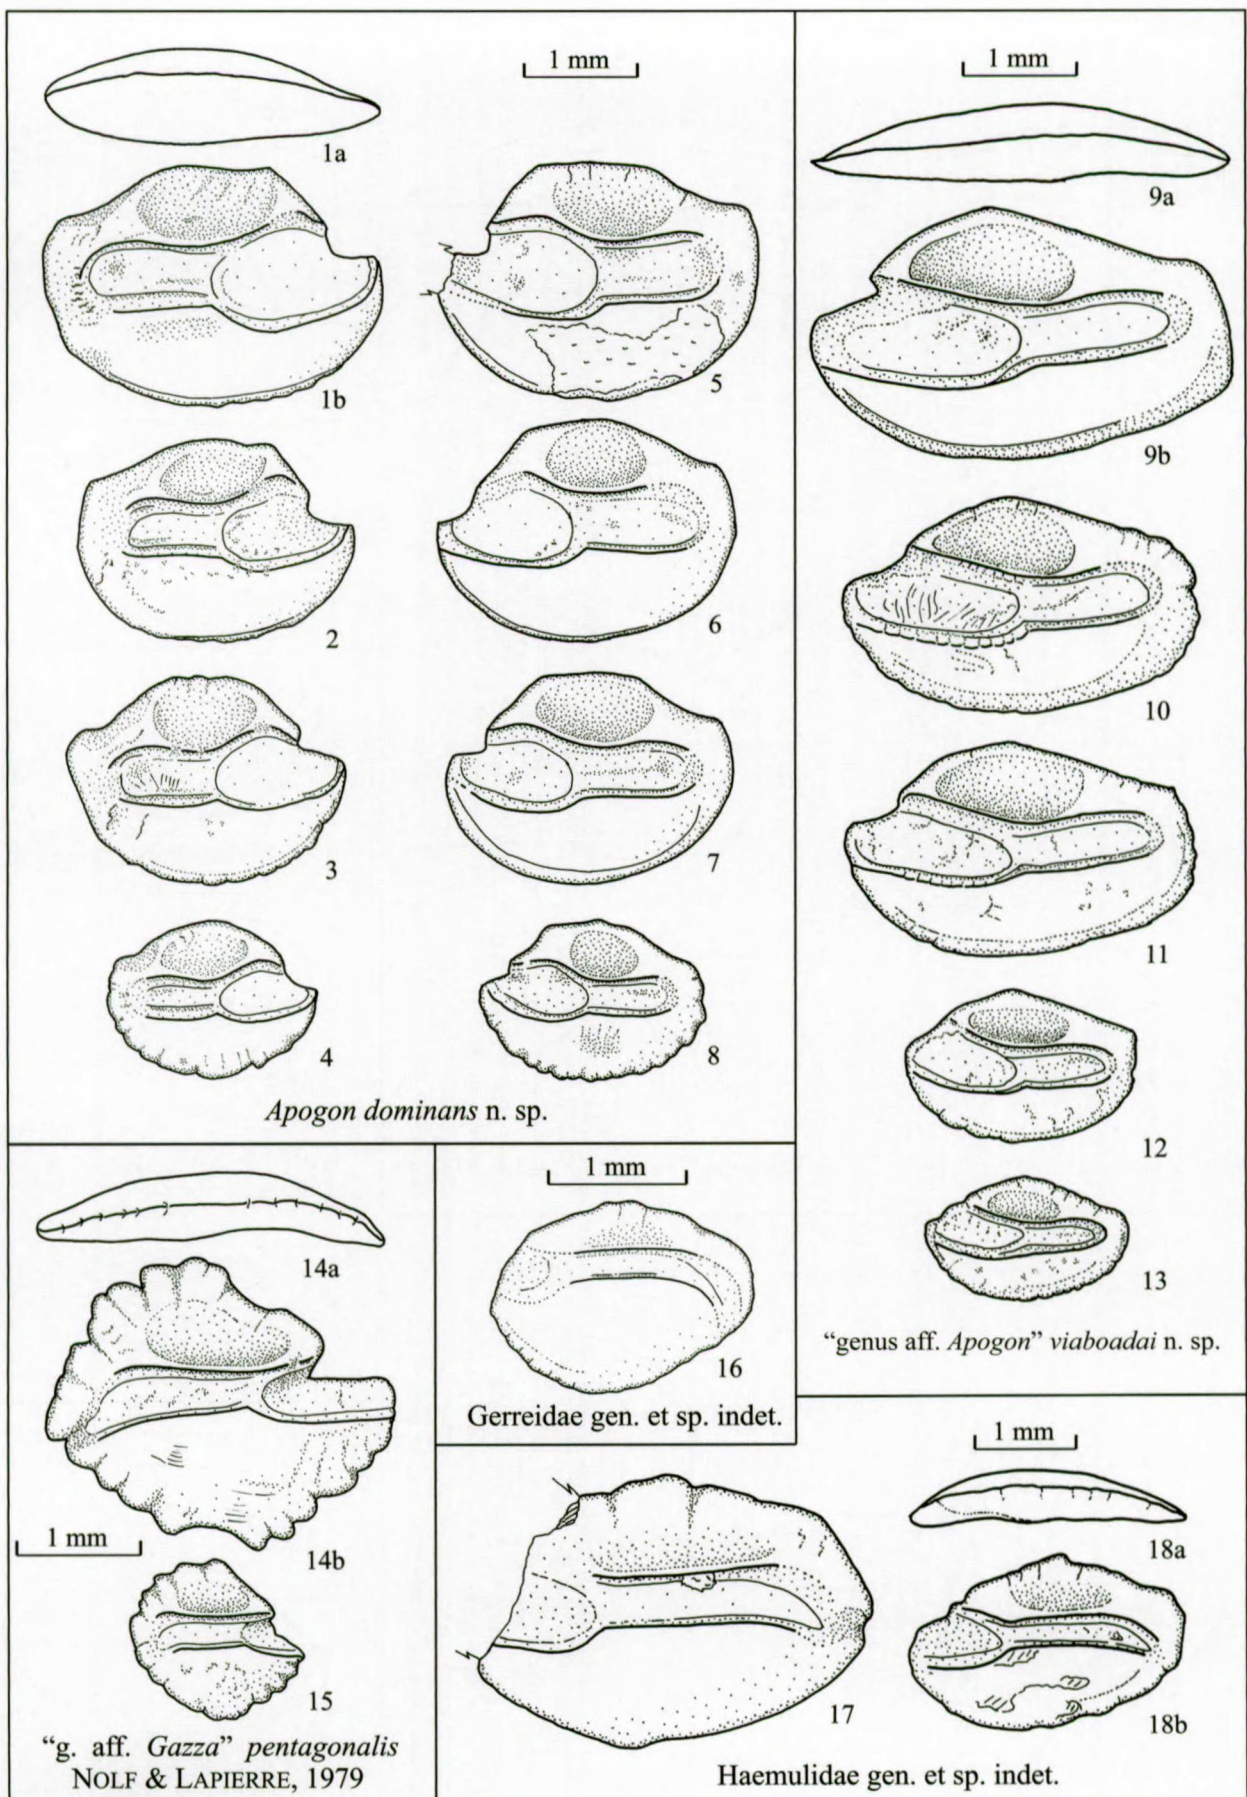 1 mm
1a
1b
5
2
6
3
7
4
8
Apogon dominans n. sp.
1 mm
9a
9b
10
11
12
13
“genus aff. Apogon” viaboadai n. sp.
14a
14b
1 mm
15
“g. aff. Gazza” pentagonalis
NOLF & LAPIERRE, 1979
1 mm
16
Gerreidae gen. et sp. indet.
1 mm
18a
17
18b
Haemulidae gen. et sp. indet.